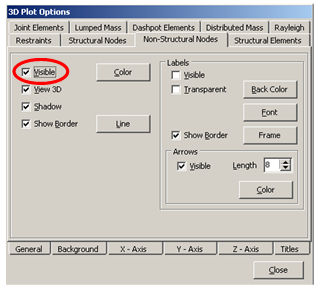 3D Plot Options
Joint Elements Lumped Mass Dashpot Elements Distributed Mass Rayleigh
Restraints Structural Nodes Non-Structural Nodes Structural Elements
Visible
Color
View 3D
Shadow
Show Border
Line
Labels
Visible
Transparent
Back Color
Font
Show Border
Frame
Arrows
Visible
Length 8
Color
General Background X - Axis Y - Axis Z - Axis Titles
Close